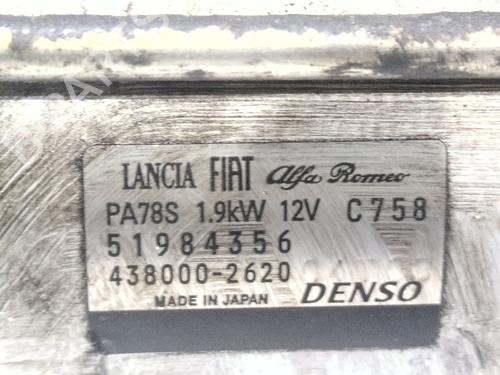 LANCIA FIAT Alfa Romeo
PA78S 1.9kW 12V C758
51984356
438000-2620
MADE IN JAPAN DENSO